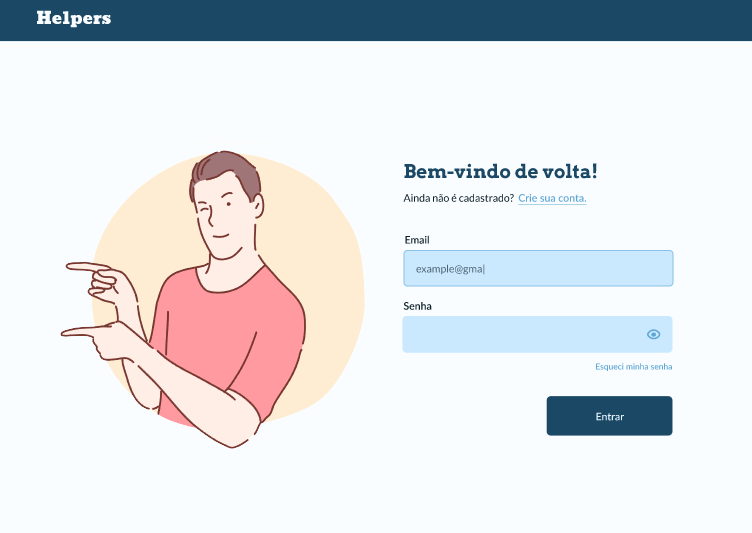 Helpers
Bem-vindo de volta!
Ainda não é cadastrado? Crie sua conta.
Email
example@gma|
Senha
Esqueci minha senha
Entrar